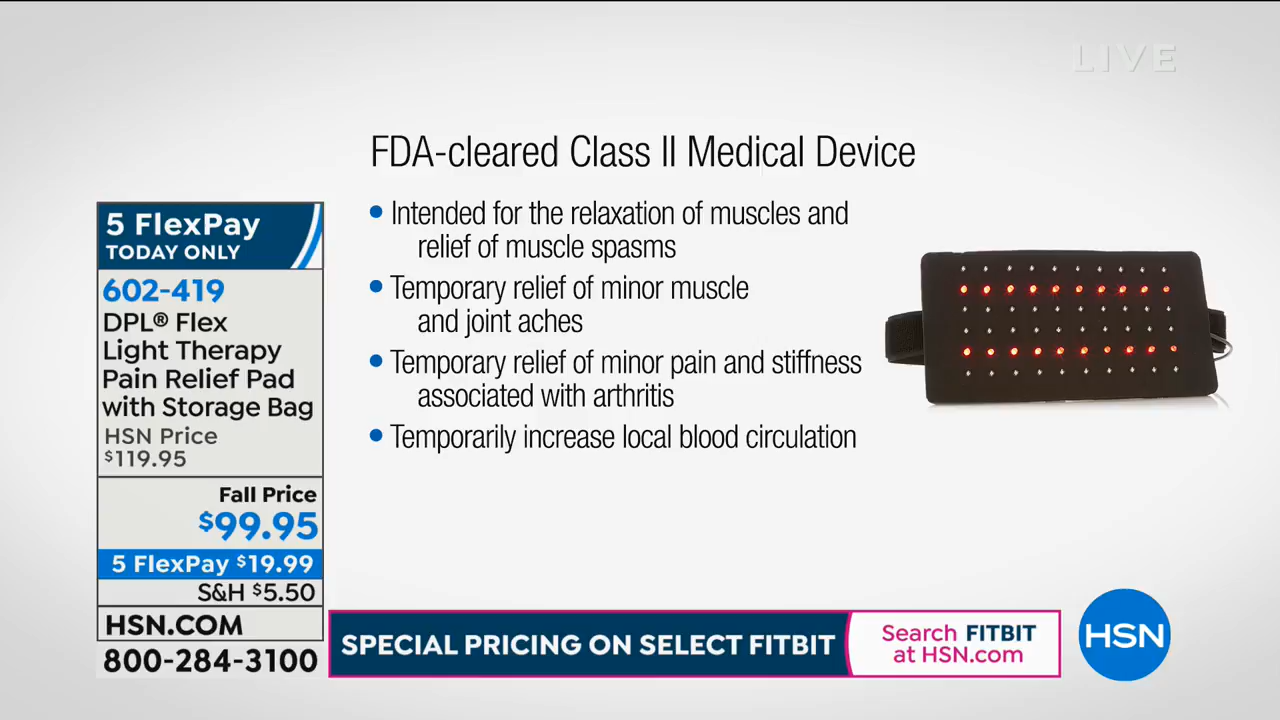 LIVE
FDA-cleared Class II Medical Device
• Intended for the relaxation of muscles and
relief of muscle spasms
• Temporary relief of minor muscle
and joint aches
• Temporary relief of minor pain and stiffness
associated with arthritis
• Temporarily increase local blood circulation
5 FlexPay
TODAY ONLY
602-419
DPL® Flex
Light Therapy
Pain Relief Pad
with Storage Bag
HSN Price
$119.95
Fall Price
$99.95
5 FlexPay $19.99
S&H $5.50
HSN.COM
800-284-3100
SPECIAL PRICING ON SELECT FITBIT
Search FITBIT
at HSN.com
HSN